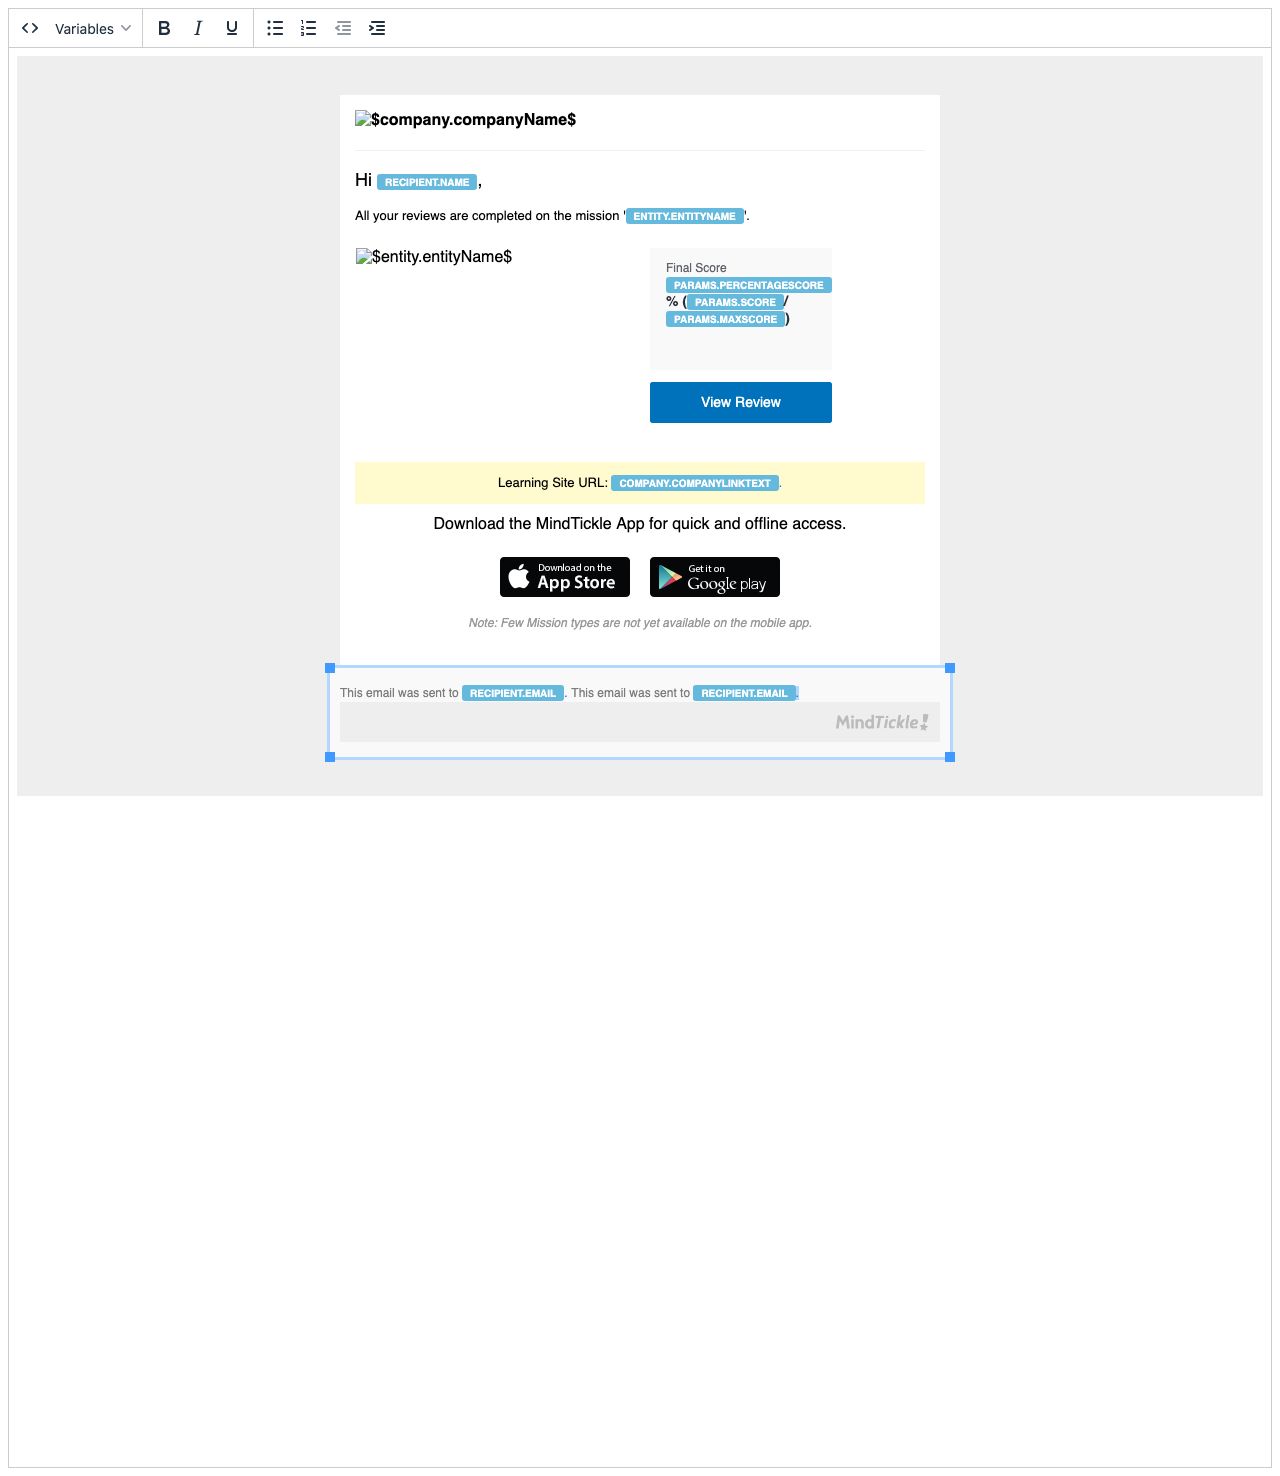 Variables B I U
$company.companyName$
Hi RECIPIENT.NAME,
All your reviews are completed on the mission 'ENTITY.ENTITYNAME'.
$entity.entityName$
Final Score
PARAMS.PERCENTAGESCORE
% (PARAMS.SCORE/
PARAMS.MAXSCORE)
View Review
Learning Site URL: COMPANY.COMPANYLINKTEXT.
Download the MindTickle App for quick and offline access.
Download on the
App Store
Get it on
Google play
Note: Few Mission types are not yet available on the mobile app.
This email was sent to RECIPIENT.EMAIL. This email was sent to RECIPIENT.EMAIL.
MindTickle!